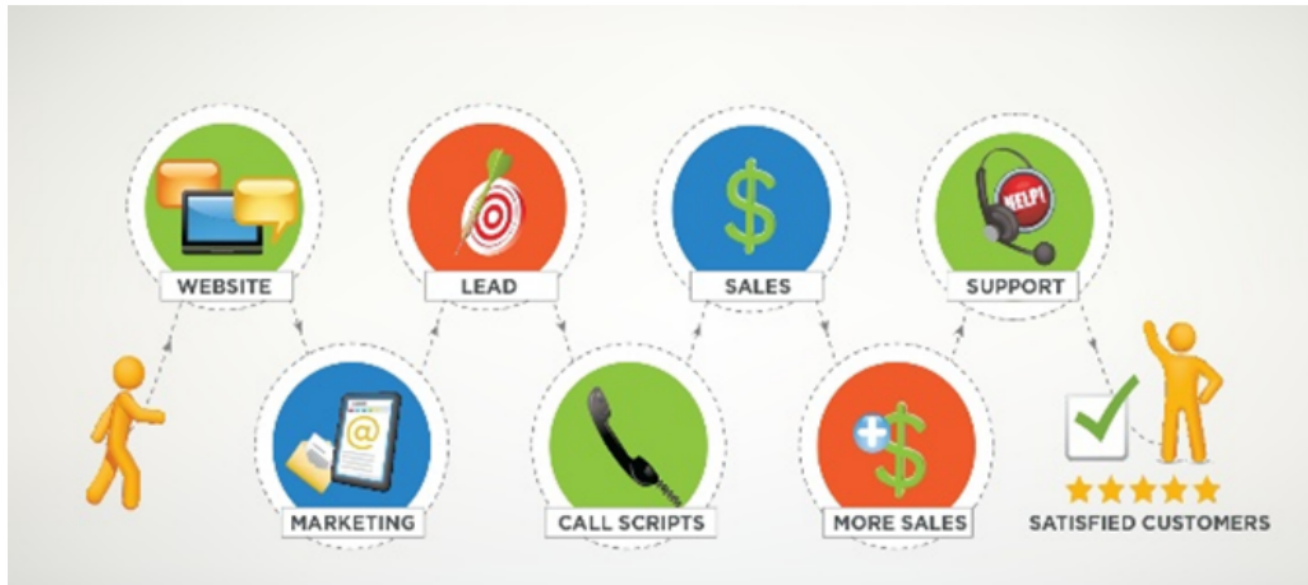 WEBSITE
LEAD
SALES
HELP!
SUPPORT
@
MARKETING
CALL SCRIPTS
MORE SALES
SATISFIED CUSTOMERS